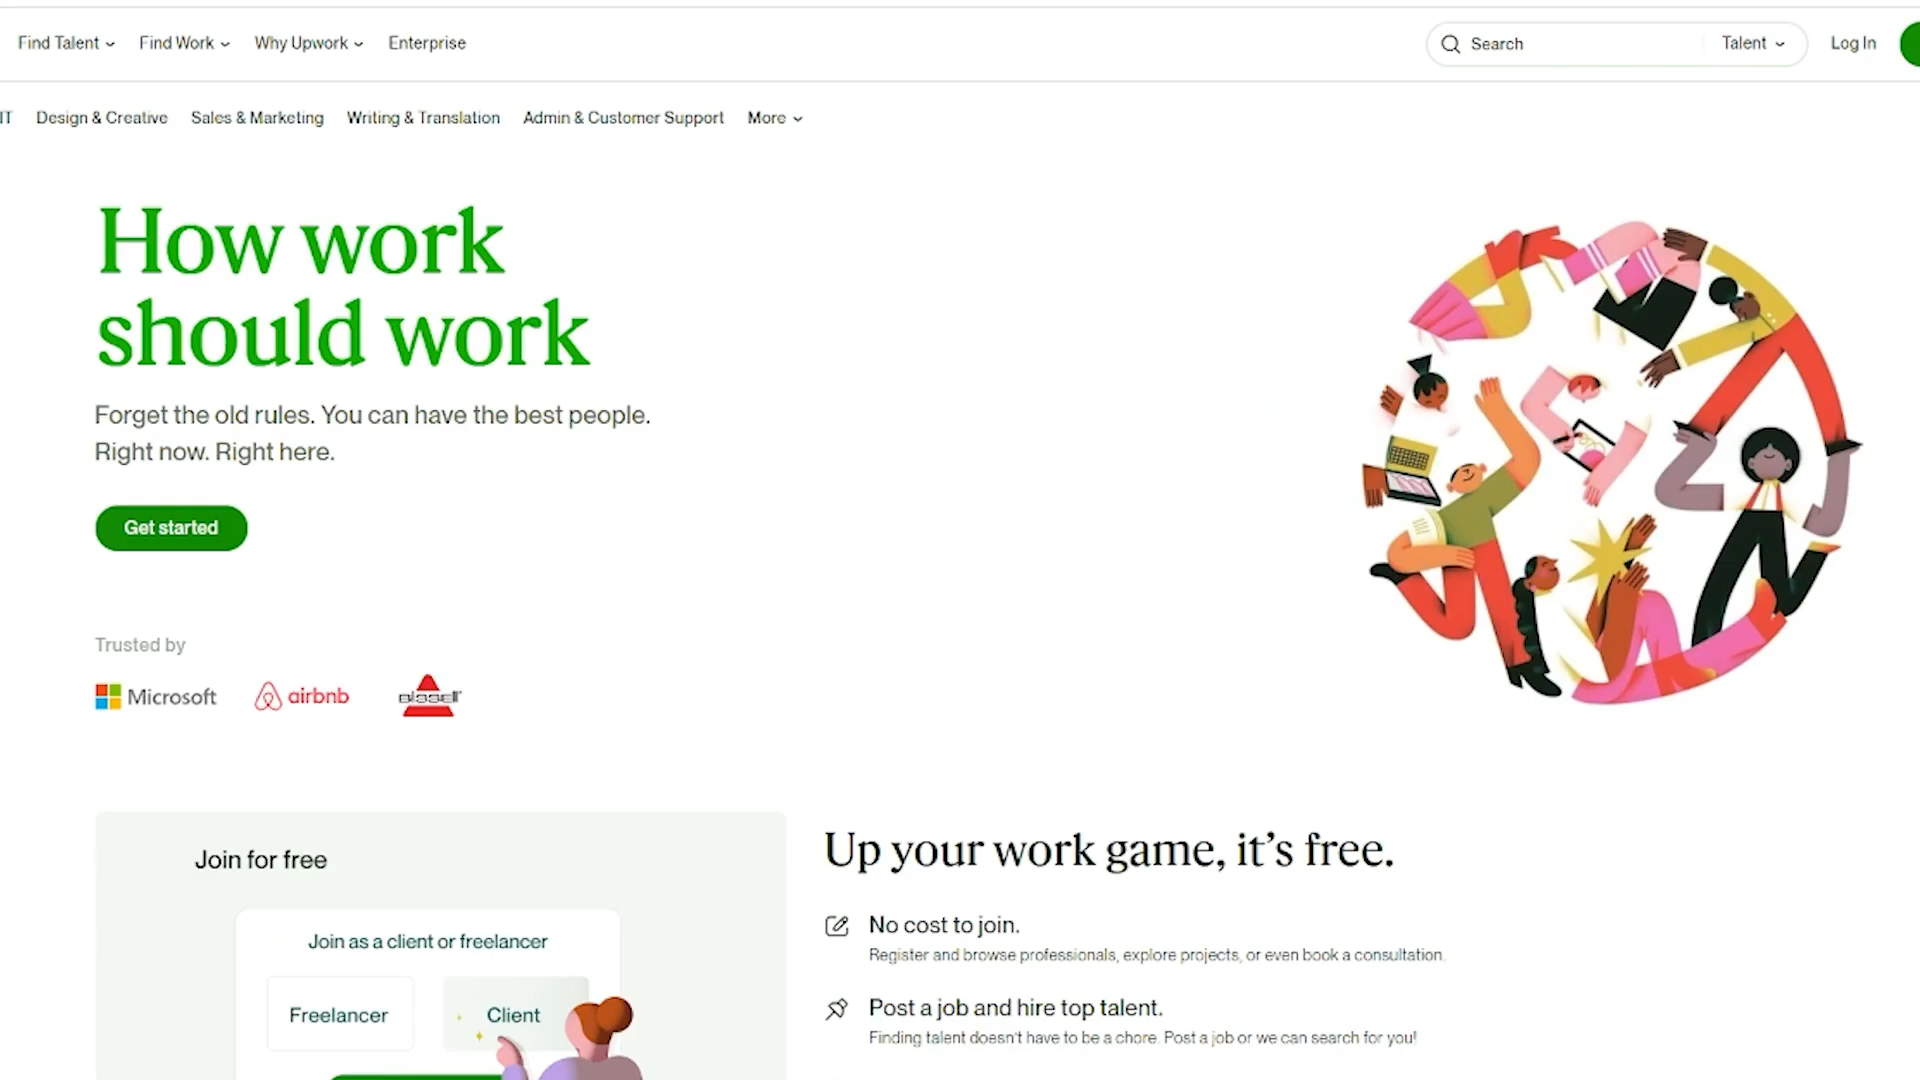 Find Talent Find Work Why Upwork Enterprise Search Talent Log In
IT Design & Creative Sales & Marketing Writing & Translation Admin & Customer Support More
How work
should work
Forget the old rules. You can have the best people.
Right now. Right here.
Get started
Trusted by
Microsoft airbnb BISSELL
Join for free
Up your work game, it’s free.
No cost to join.
Join as a client or freelancer
Register and browse professionals, explore projects, or even book a consultation.
Freelancer Client
Post a job and hire top talent.
Finding talent doesn’t have to be a chore. Post a job or we can search for you!